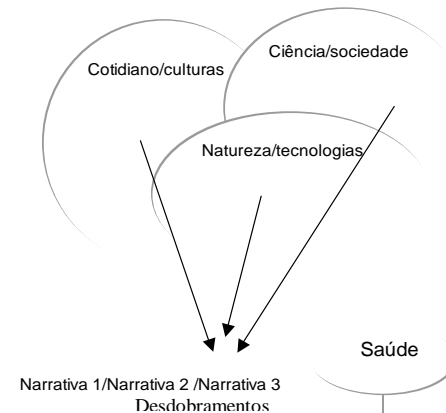 Ciência/sociedade
Cotidiano/culturas
Natureza/tecnologias
Saúde
Narrativa 1/Narrativa 2 /Narrativa 3
Desdobramentos